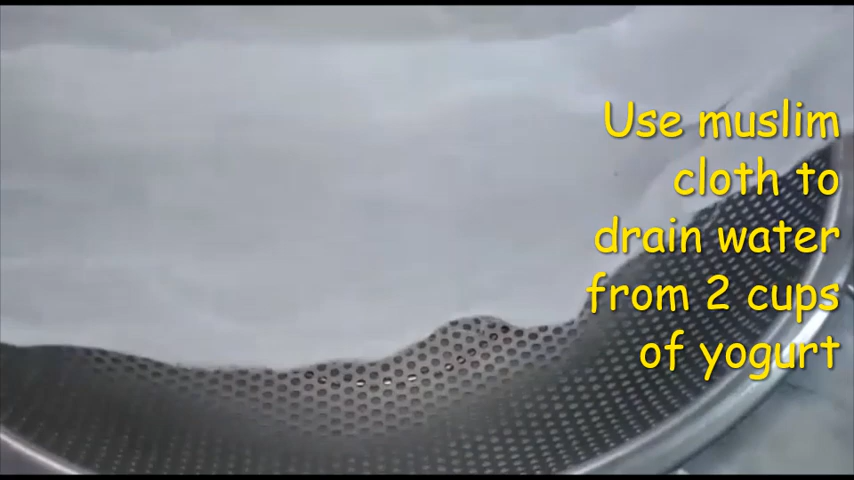 Use muslim
cloth to
drain water
from 2 cups
of yogurt